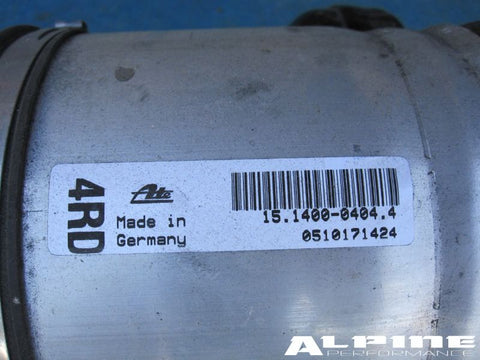 4RD
Ate
Made in
Germany
15.1400-0404.4
0510171424
ALPINE
PERFORMANCE